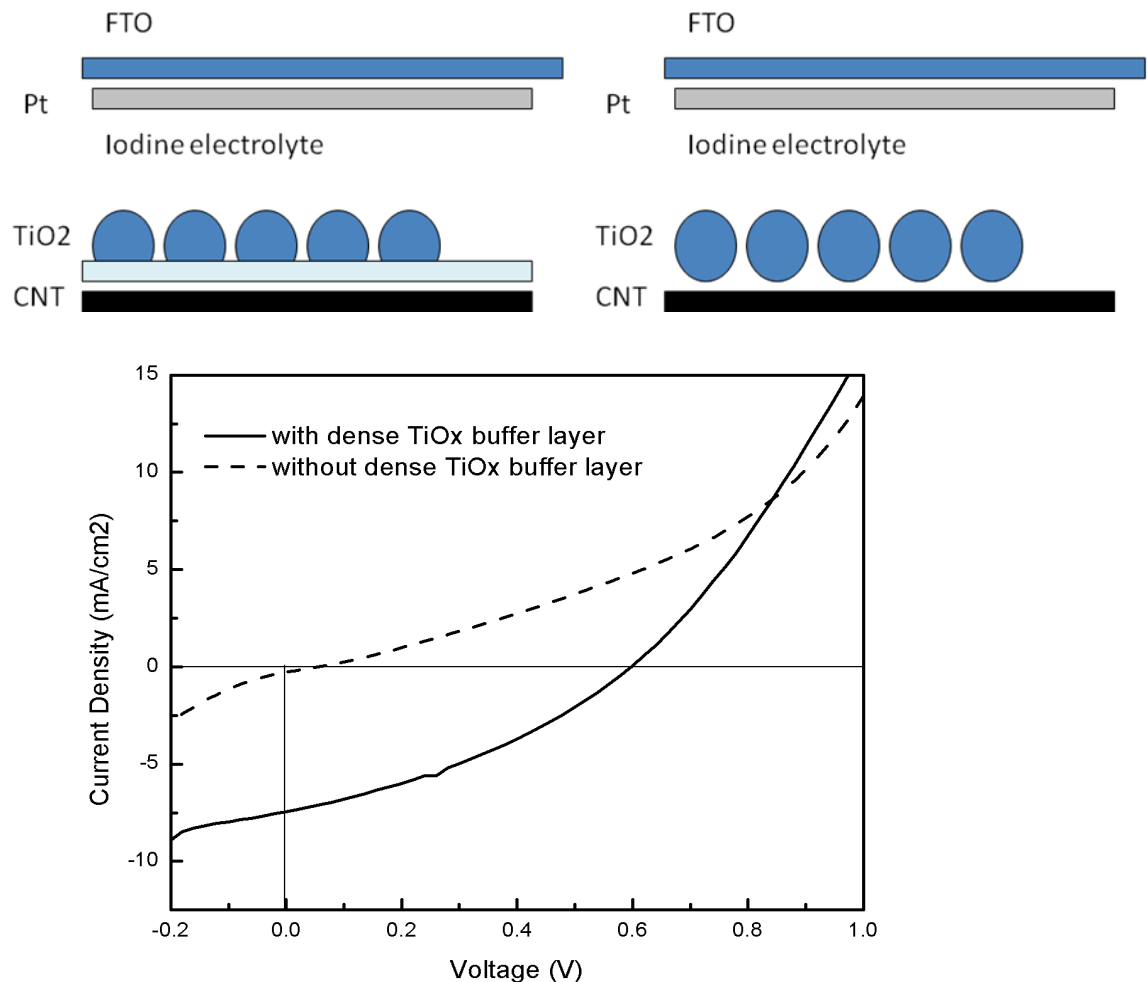 FTO
Pt
Iodine electrolyte
TiO2
CNT
FTO
Pt
Iodine electrolyte
TiO2
CNT
with dense TiOx buffer layer
without dense TiOx buffer layer
Current Density (mA/cm2)
15
10
5
0
-5
-10
-0.2 0.0 0.2 0.4 0.6 0.8 1.0
Voltage (V)